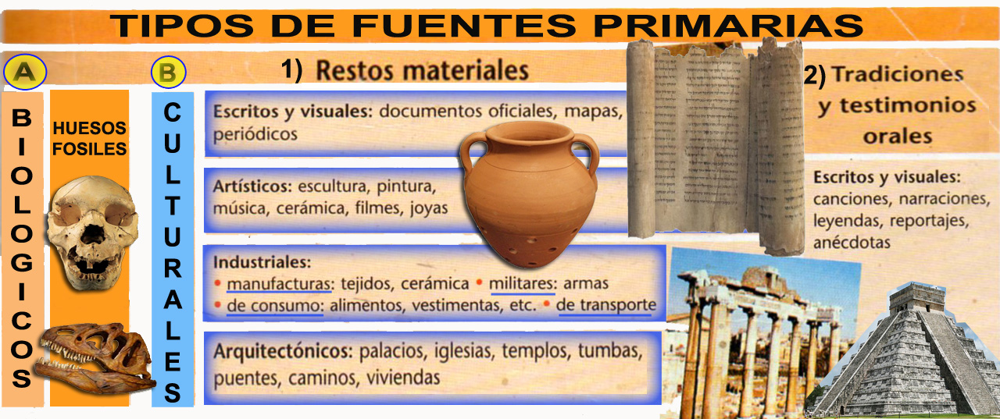 TIPOS DE FUENTES PRIMARIAS
A
BIOLOGICOS
HUESOS
FOSILES
B
CULTURALES
1) Restos materiales
Escritos y visuales: documentos oficiales, mapas,
periódicos
Artísticos: escultura, pintura,
música, cerámica, filmes, joyas
Industriales:
• manufacturas: tejidos, cerámica • militares: armas
• de consumo: alimentos, vestimentas, etc. • de transporte
Arquitectónicos: palacios, iglesias, templos, tumbas,
puentes, caminos, viviendas
2) Tradiciones
y testimonios
orales
Escritos y visuales:
canciones, narraciones,
leyendas, reportajes,
anécdotas